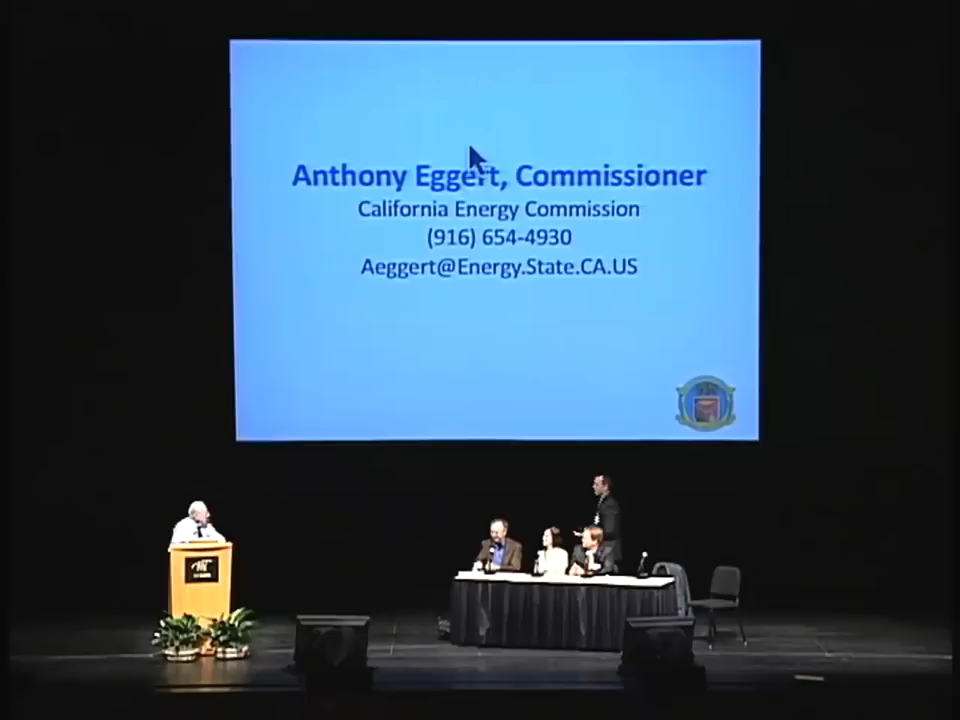 Anthony Eggert, Commissioner
California Energy Commission
(916) 654-4930
Aeggert@Energy.State.CA.US